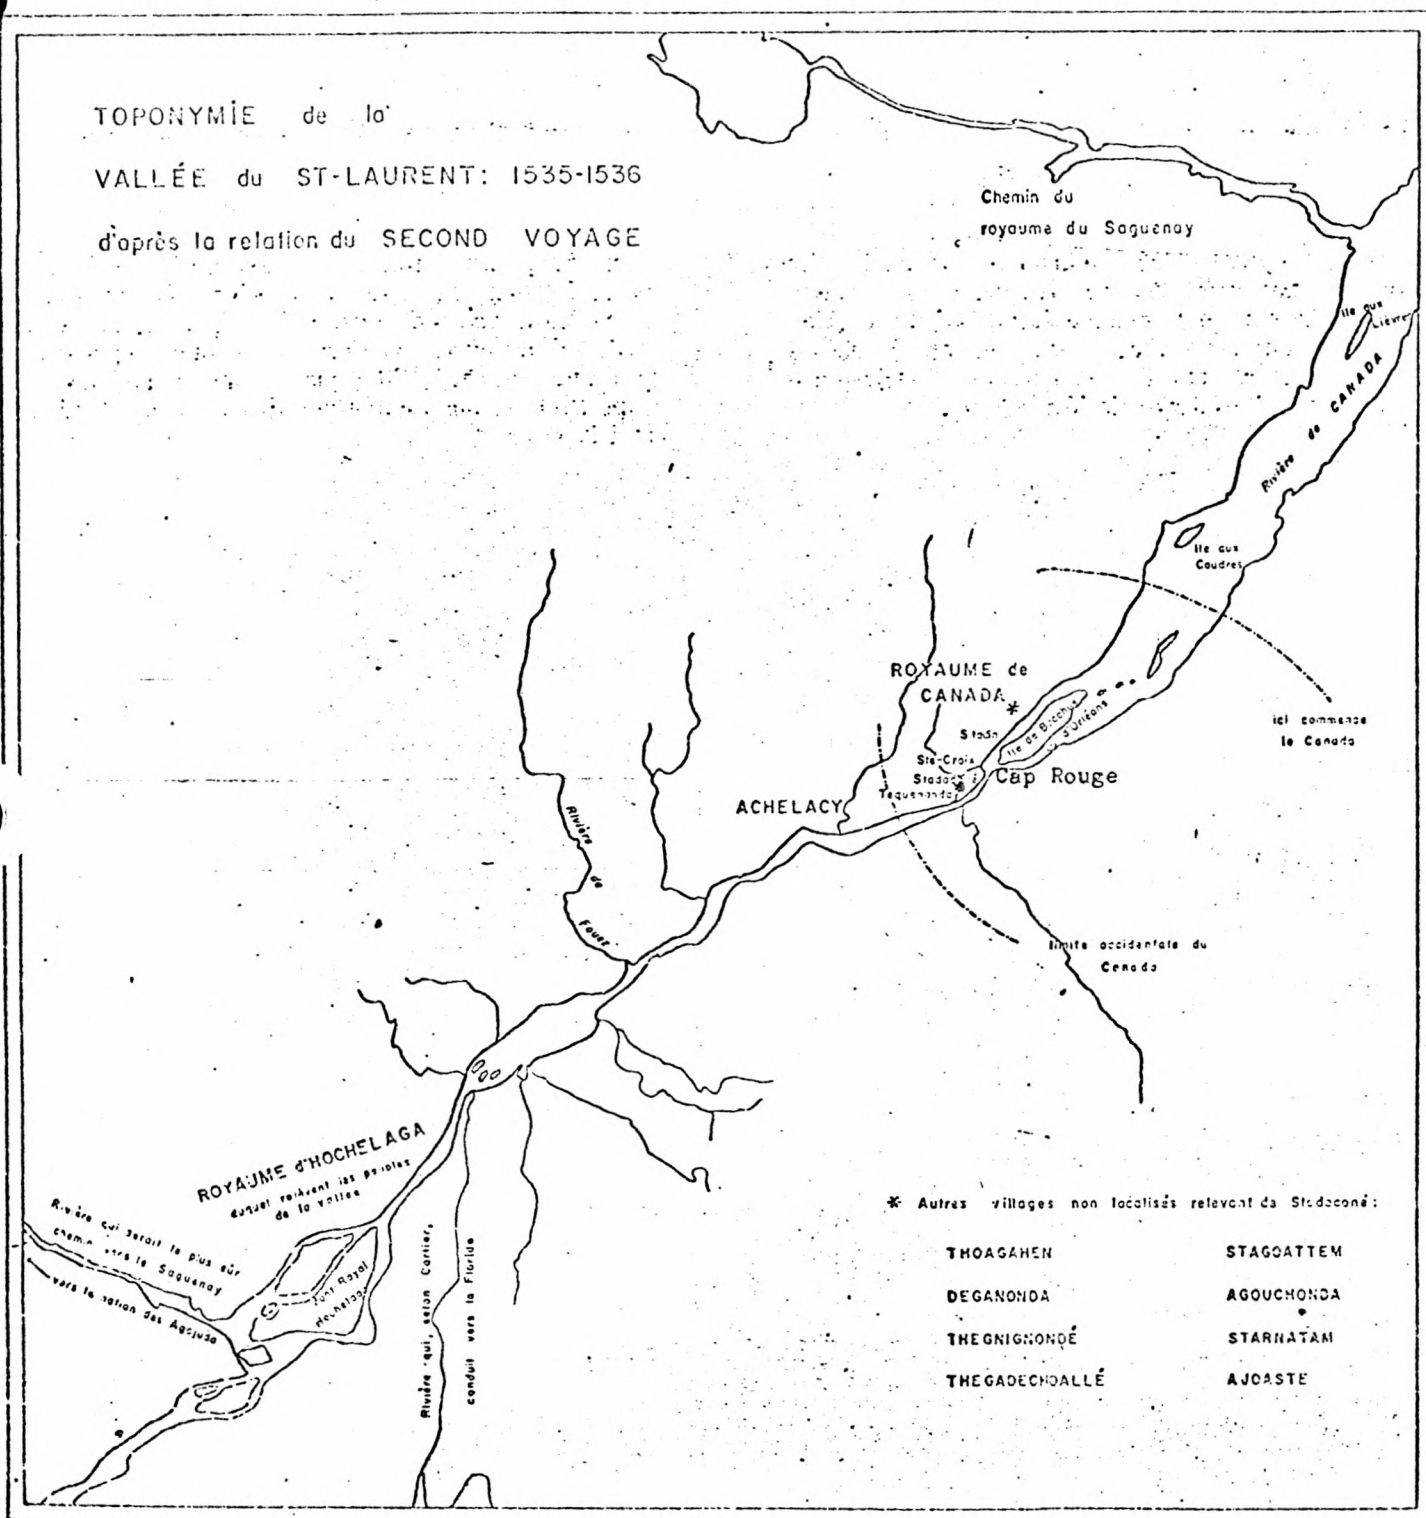 TOPONYMIE de la
VALLÉE du ST-LAURENT: 1535-1536
d'après la relation du SECOND VOYAGE
Chemin du
royaume du Saguenay
Ile aux
Lièvre
Rivière de CANADA
Ile aux
Coudres
ROYAUME de
CANADA *
ici commence
le Canada
Ile de Bacchus
d'Orléans
Ste-Croix
Cap Rouge
ACHELACY
Rivière de Fouez
limite occidentale du
Canada
ROYAUME d'HOCHELAGA
duquel relèvent les peuples
de la vallée
Rivière qui serait le plus sûr
chemin vers le Saguenay
vers la nation des Agojuda
Mont Royal
Hochelaga
Rivière qui, selon Cartier,
conduit vers la Floride
* Autres villages non localisés relevant de Stadaconé:
THOAGAHEN STAGOATTEM
DEGANONDA AGOUCHONDA
THEGNIGNONDÉ STARNATAM
THEGADECHOALLÉ AJOASTE